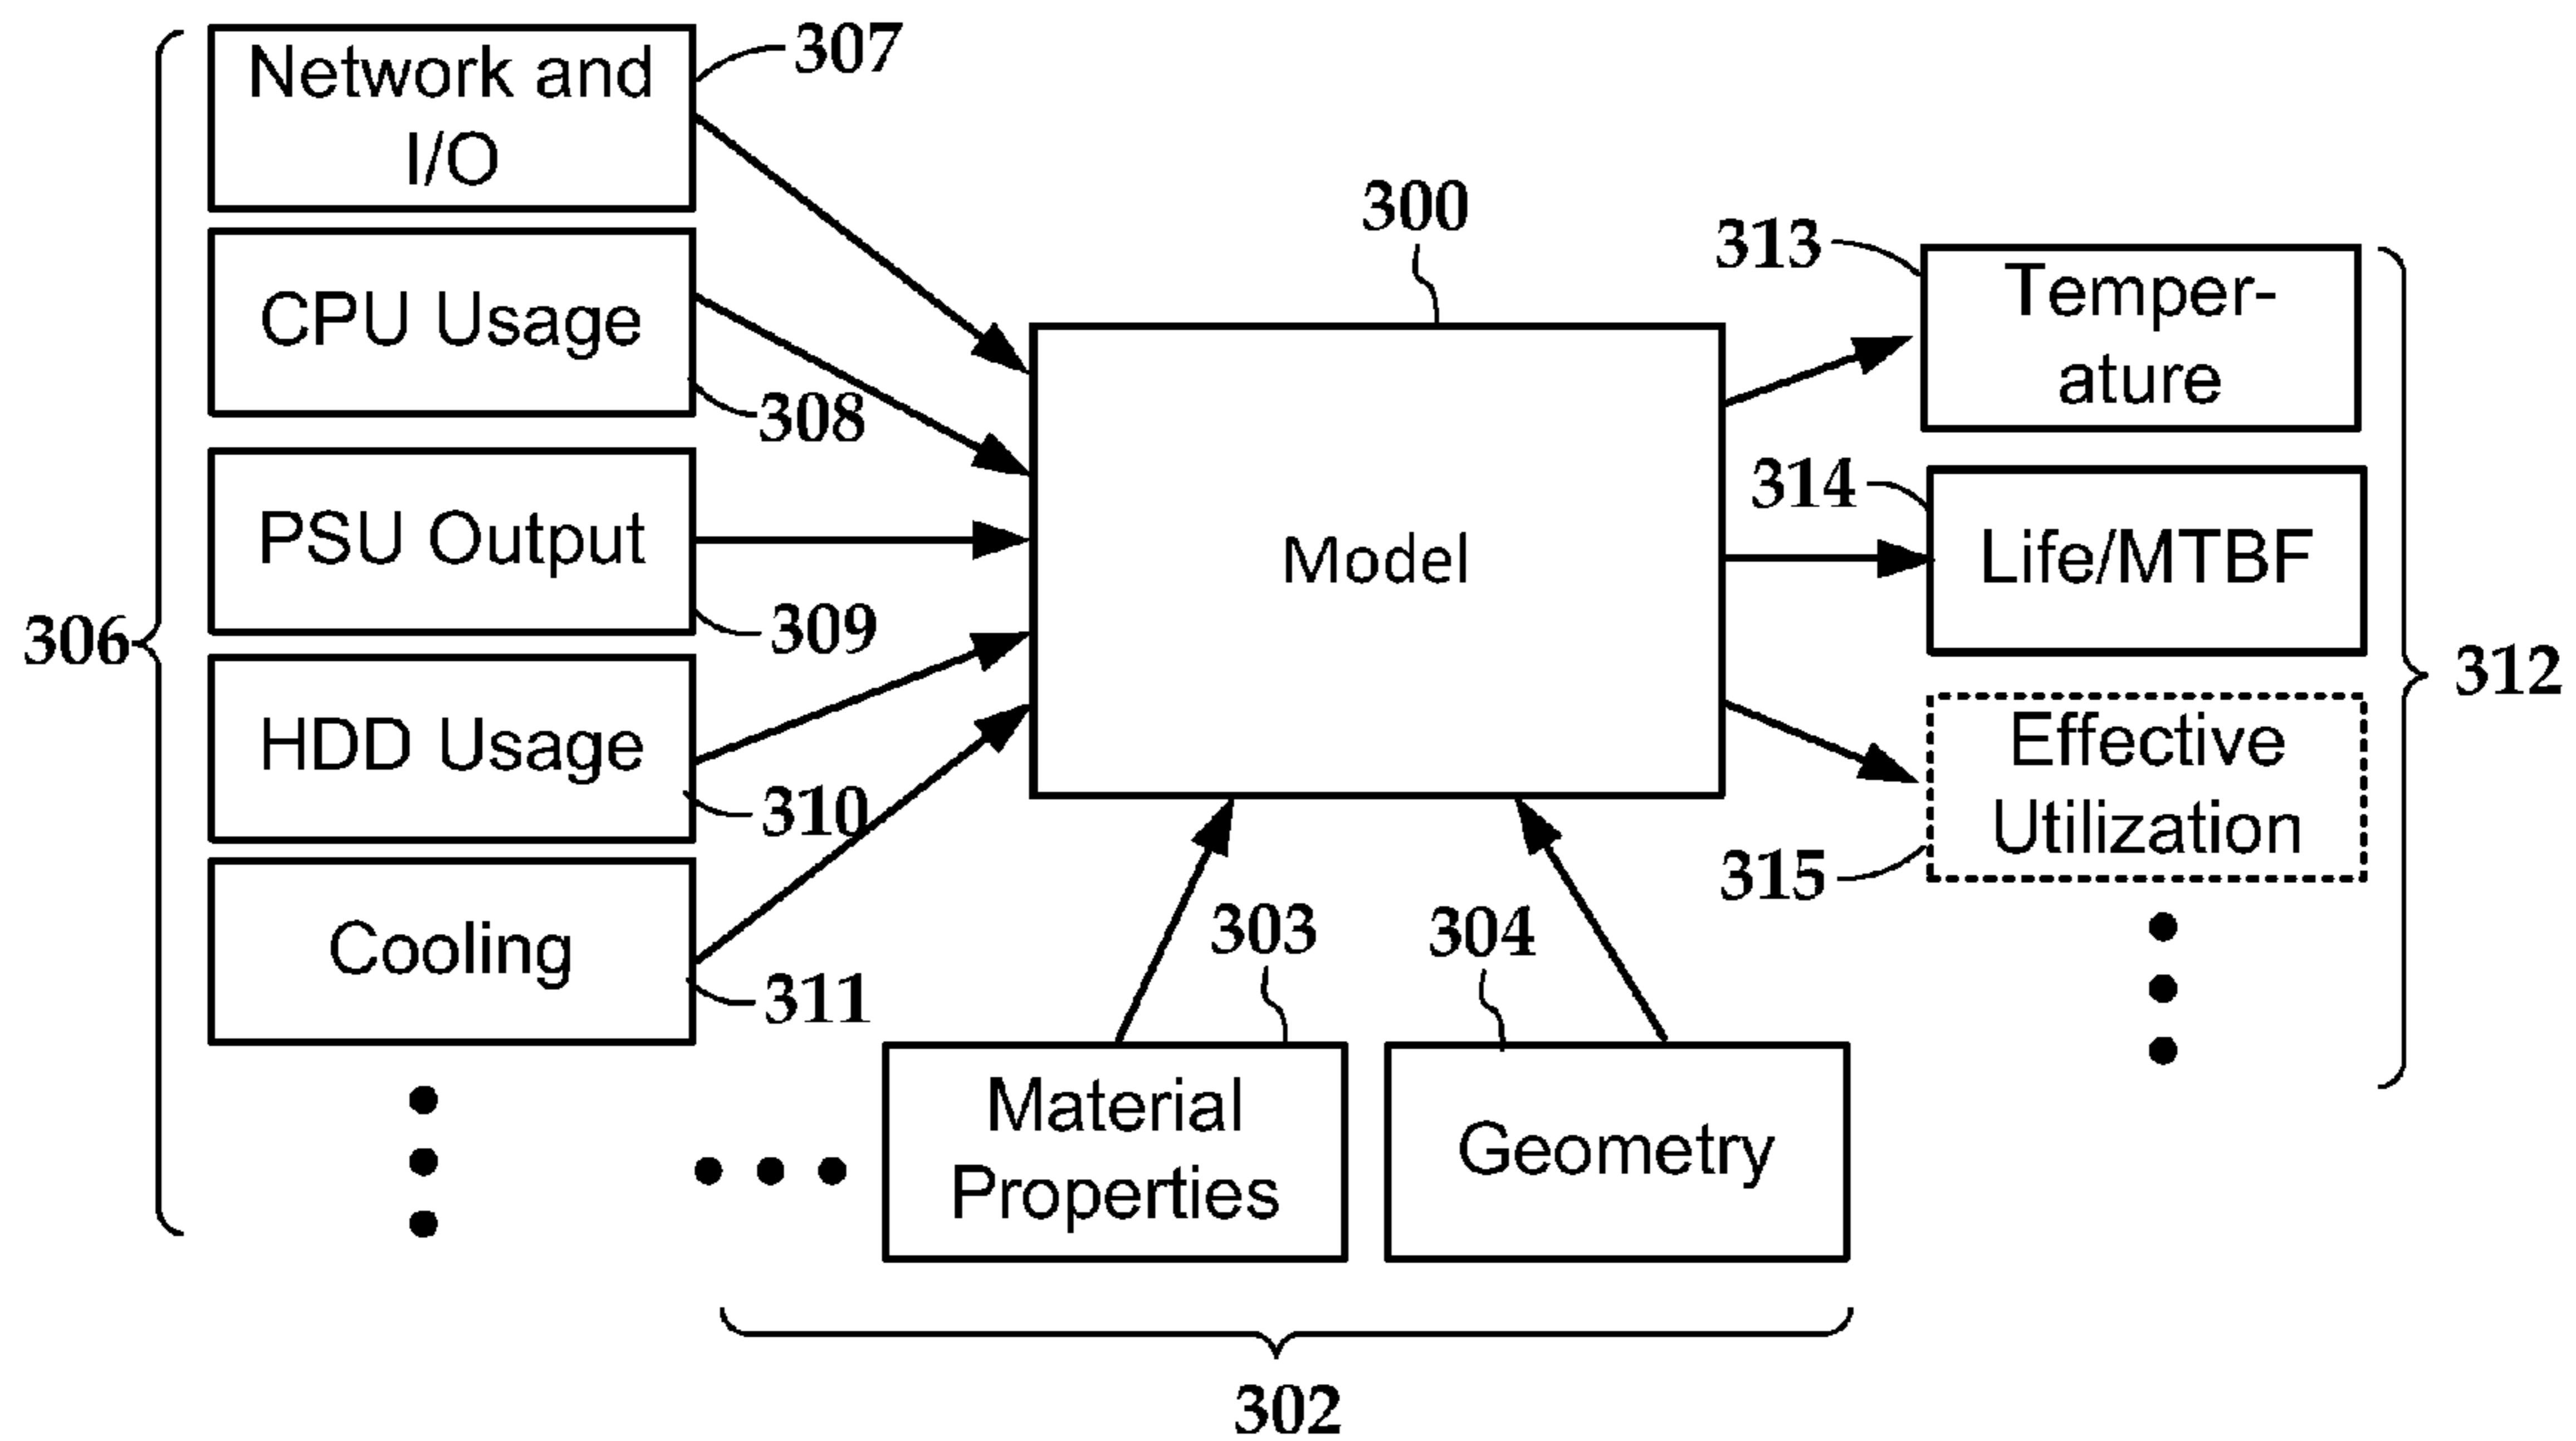 Network and
I/O
307
CPU Usage
308
PSU Output
309
306
HDD Usage
310
Cooling
311
300
Model
303
304
Material
Properties
Geometry
302
313
Temper-
ature
314
Life/MTBF
312
Effective
Utilization
315